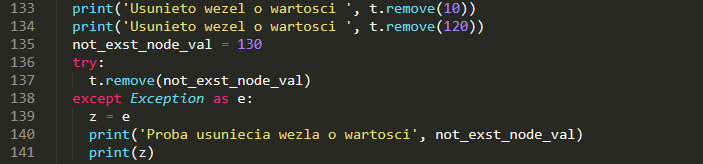 133 print('Usunieto wezel o wartosci ', t.remove(10))
134 print('Usunieto wezel o wartosci ', t.remove(120))
135 not_exst_node_val = 130
136 try:
137 t.remove(not_exst_node_val)
138 except Exception as e:
139 z = e
140 print('Proba usuniecia wezla o wartosci', not_exst_node_val)
141 print(z)